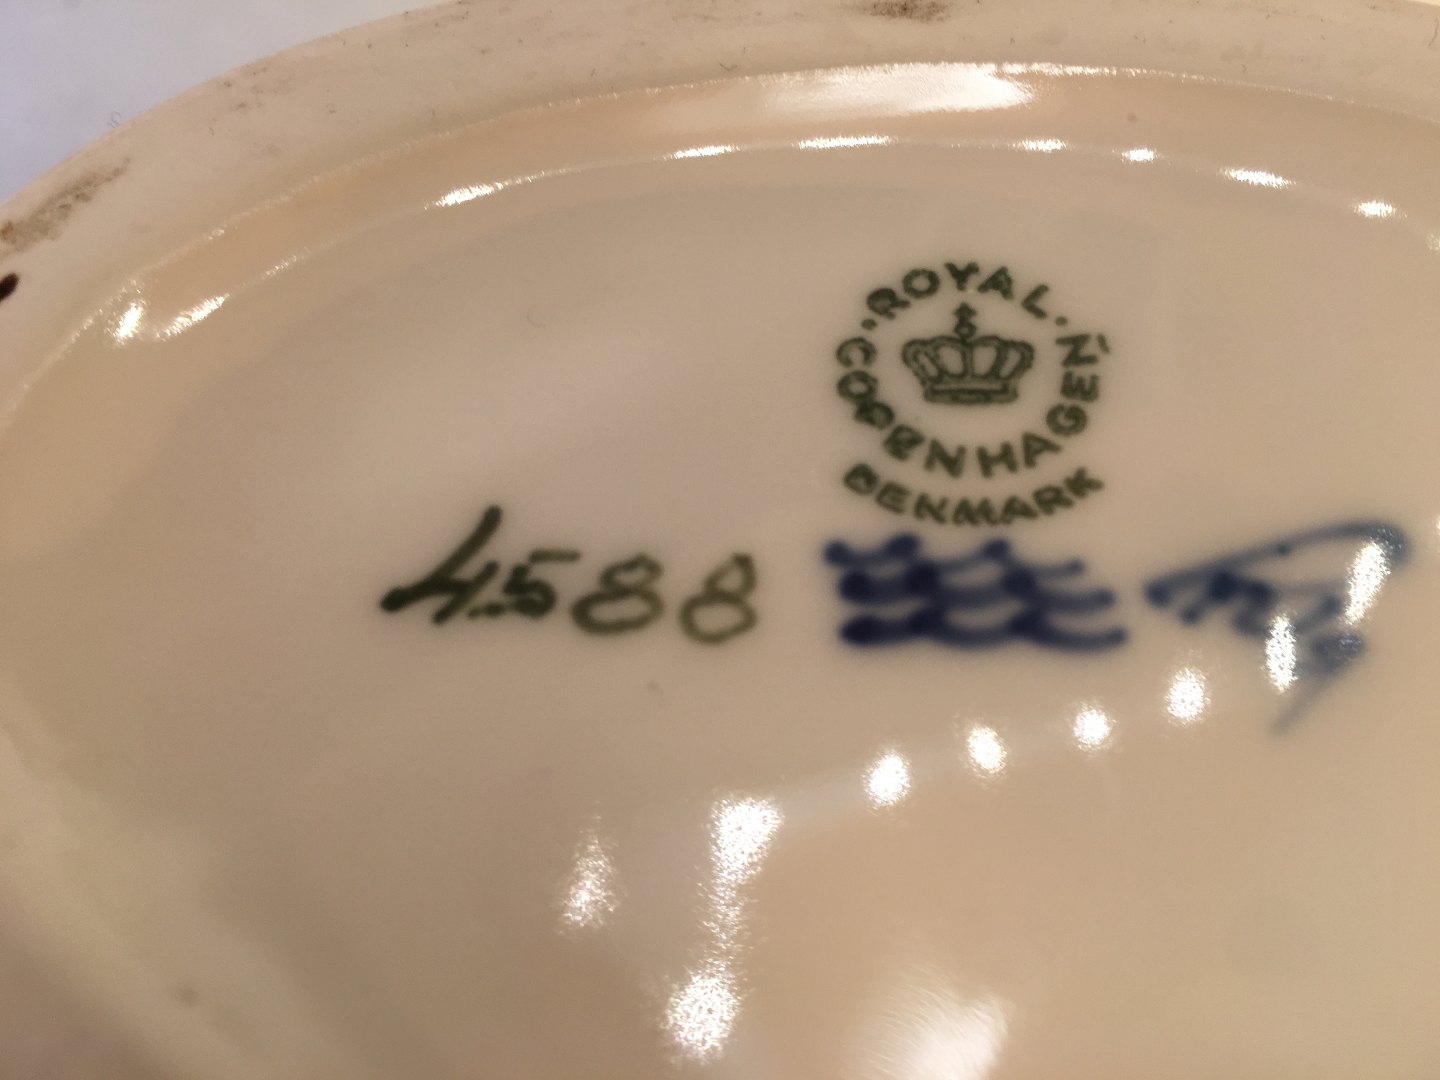 ROYAL
COPENHAGEN
DENMARK
4588